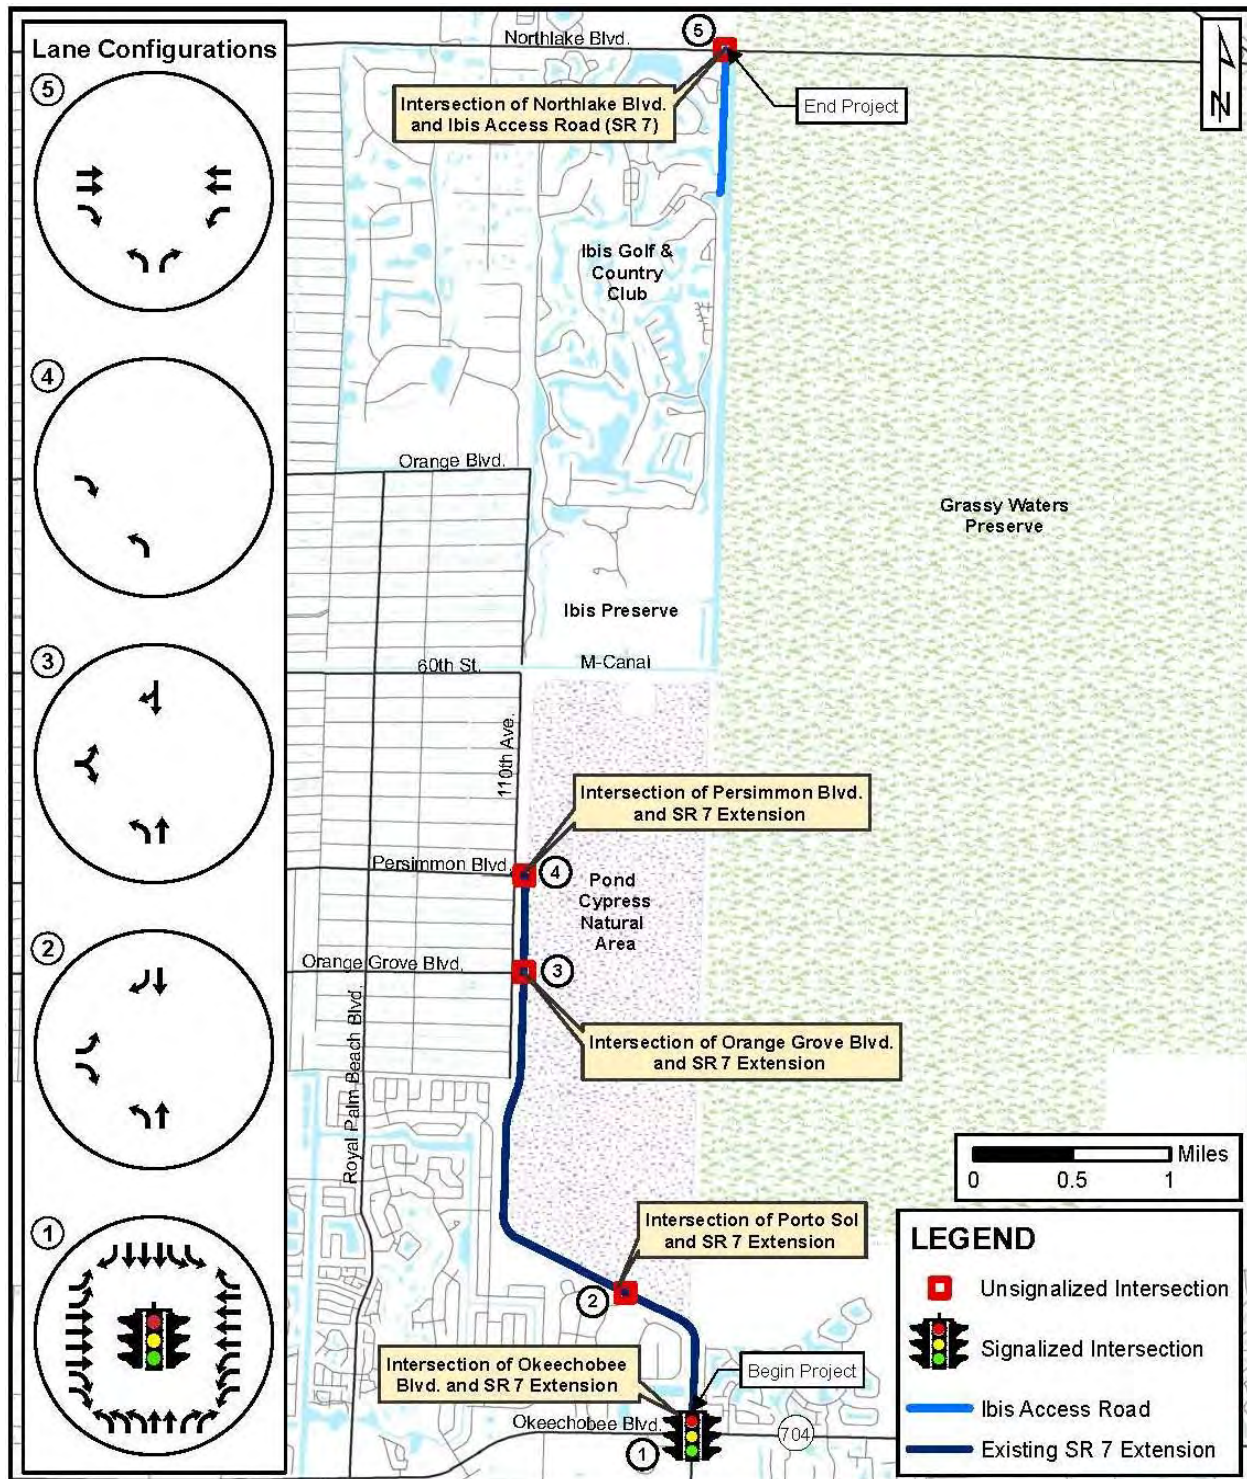 Lane Configurations
5
4
3
2
1
Northlake Blvd.
5
N
Intersection of Northlake Blvd.
and Ibis Access Road (SR 7)
End Project
Ibis Golf &
Country
Club
Orange Blvd.
Grassy Waters
Preserve
Ibis Preserve
60th St.
M-Canal
110th Ave.
Intersection of Persimmon Blvd.
and SR 7 Extension
Persimmon Blvd.
4
Pond
Cypress
Natural
Area
Orange Grove Blvd.
3
Royal Palm Beach Blvd.
Intersection of Orange Grove Blvd.
and SR 7 Extension
Miles
0 0.5 1
Intersection of Porto Sol
and SR 7 Extension
2
Intersection of Okeechobee
Blvd. and SR 7 Extension
Begin Project
Okeechobee Blvd.
704
1
LEGEND
Unsignalized Intersection
Signalized Intersection
Ibis Access Road
Existing SR 7 Extension